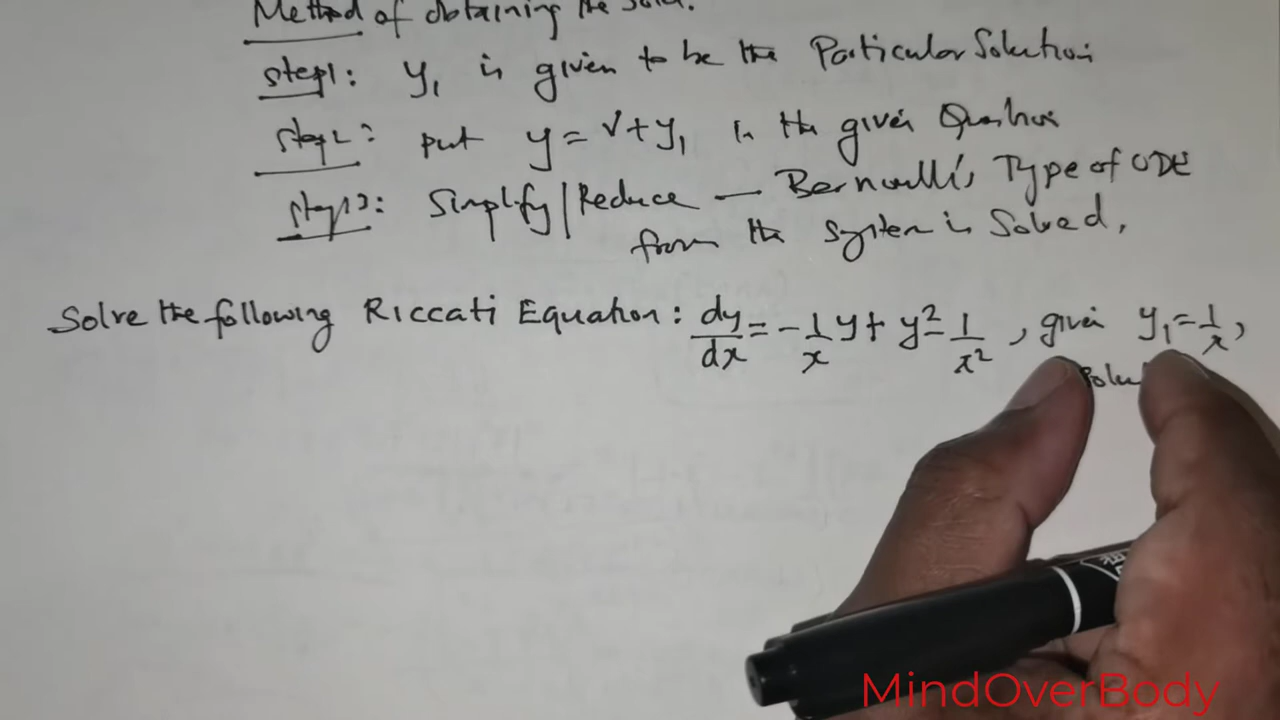 Method of obtaining the Soln.
Step1: y₁ is given to be the Particular Solution
Step2: put y = v + y₁ in the given Question
Step3: Simplify/Reduce — Bernoulli's Type of ODE
from the system is Solved.
Solve the following Riccati Equation: dy/dx = -1/x y + y² - 1/x², given y₁ = 1/x,
MindOverBody